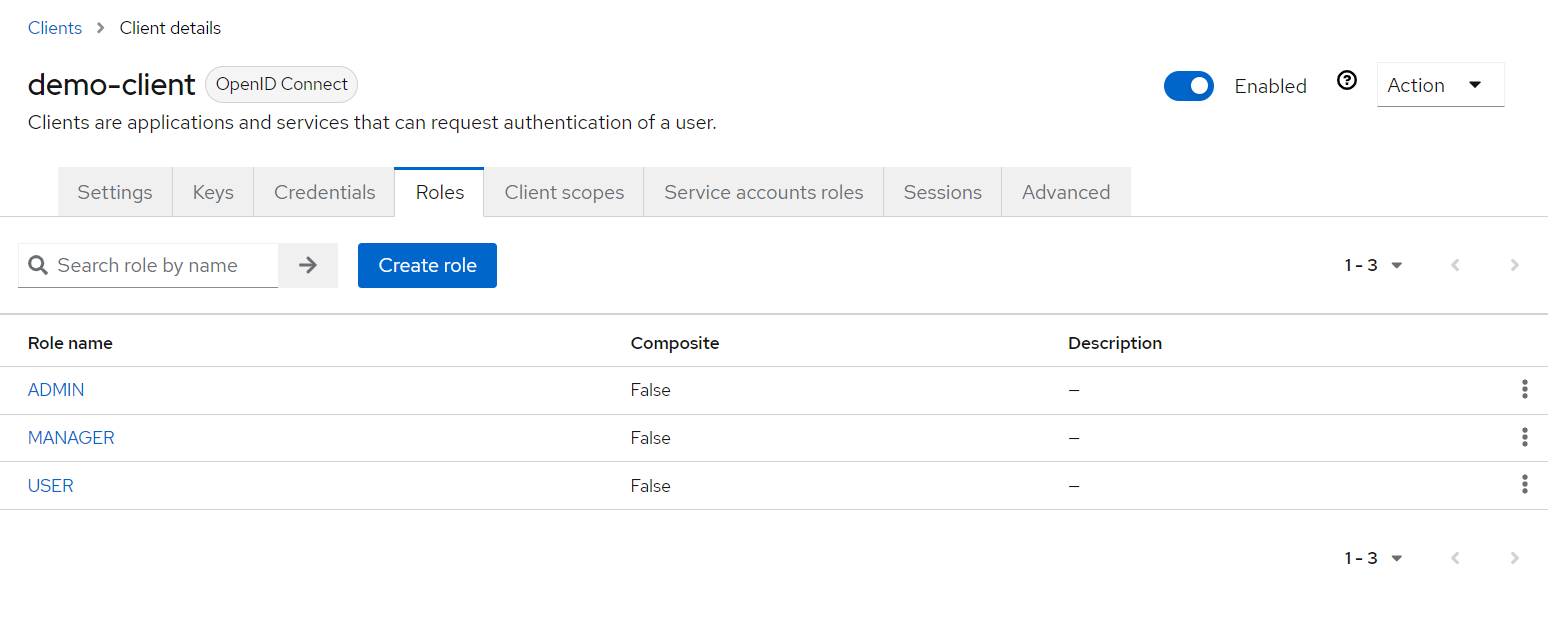 Clients > Client details
demo-client OpenID Connect Enabled Action
Clients are applications and services that can request authentication of a user.
Settings Keys Credentials Roles Client scopes Service accounts roles Sessions Advanced
Search role by name Create role 1 - 3
Role name Composite Description
ADMIN False –
MANAGER False –
USER False –
1 - 3